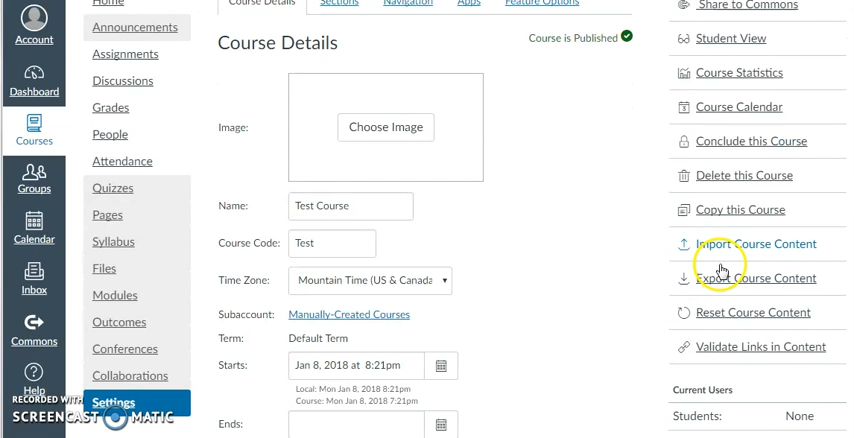 Account
Dashboard
Courses
Groups
Calendar
Inbox
Commons
Help
Home
Announcements
Assignments
Discussions
Grades
People
Attendance
Quizzes
Pages
Syllabus
Files
Modules
Outcomes
Conferences
Collaborations
Settings
RECORDED WITH
SCREENCAST MATIC
Course Details Sections Navigation Apps Feature Options
Course Details
Course is Published
Image:
Choose Image
Name: Test Course
Course Code: Test
Time Zone: Mountain Time (US & Canada
Subaccount: Manually-Created Courses
Term: Default Term
Starts: Jan 8, 2018 at 8:21pm
Local: Mon Jan 8, 2018 8:21pm
Course: Mon Jan 8, 2018 7:21pm
Ends:
Share to Commons
Student View
Course Statistics
Course Calendar
Conclude this Course
Delete this Course
Copy this Course
Import Course Content
Export Course Content
Reset Course Content
Validate Links in Content
Current Users
Students: None